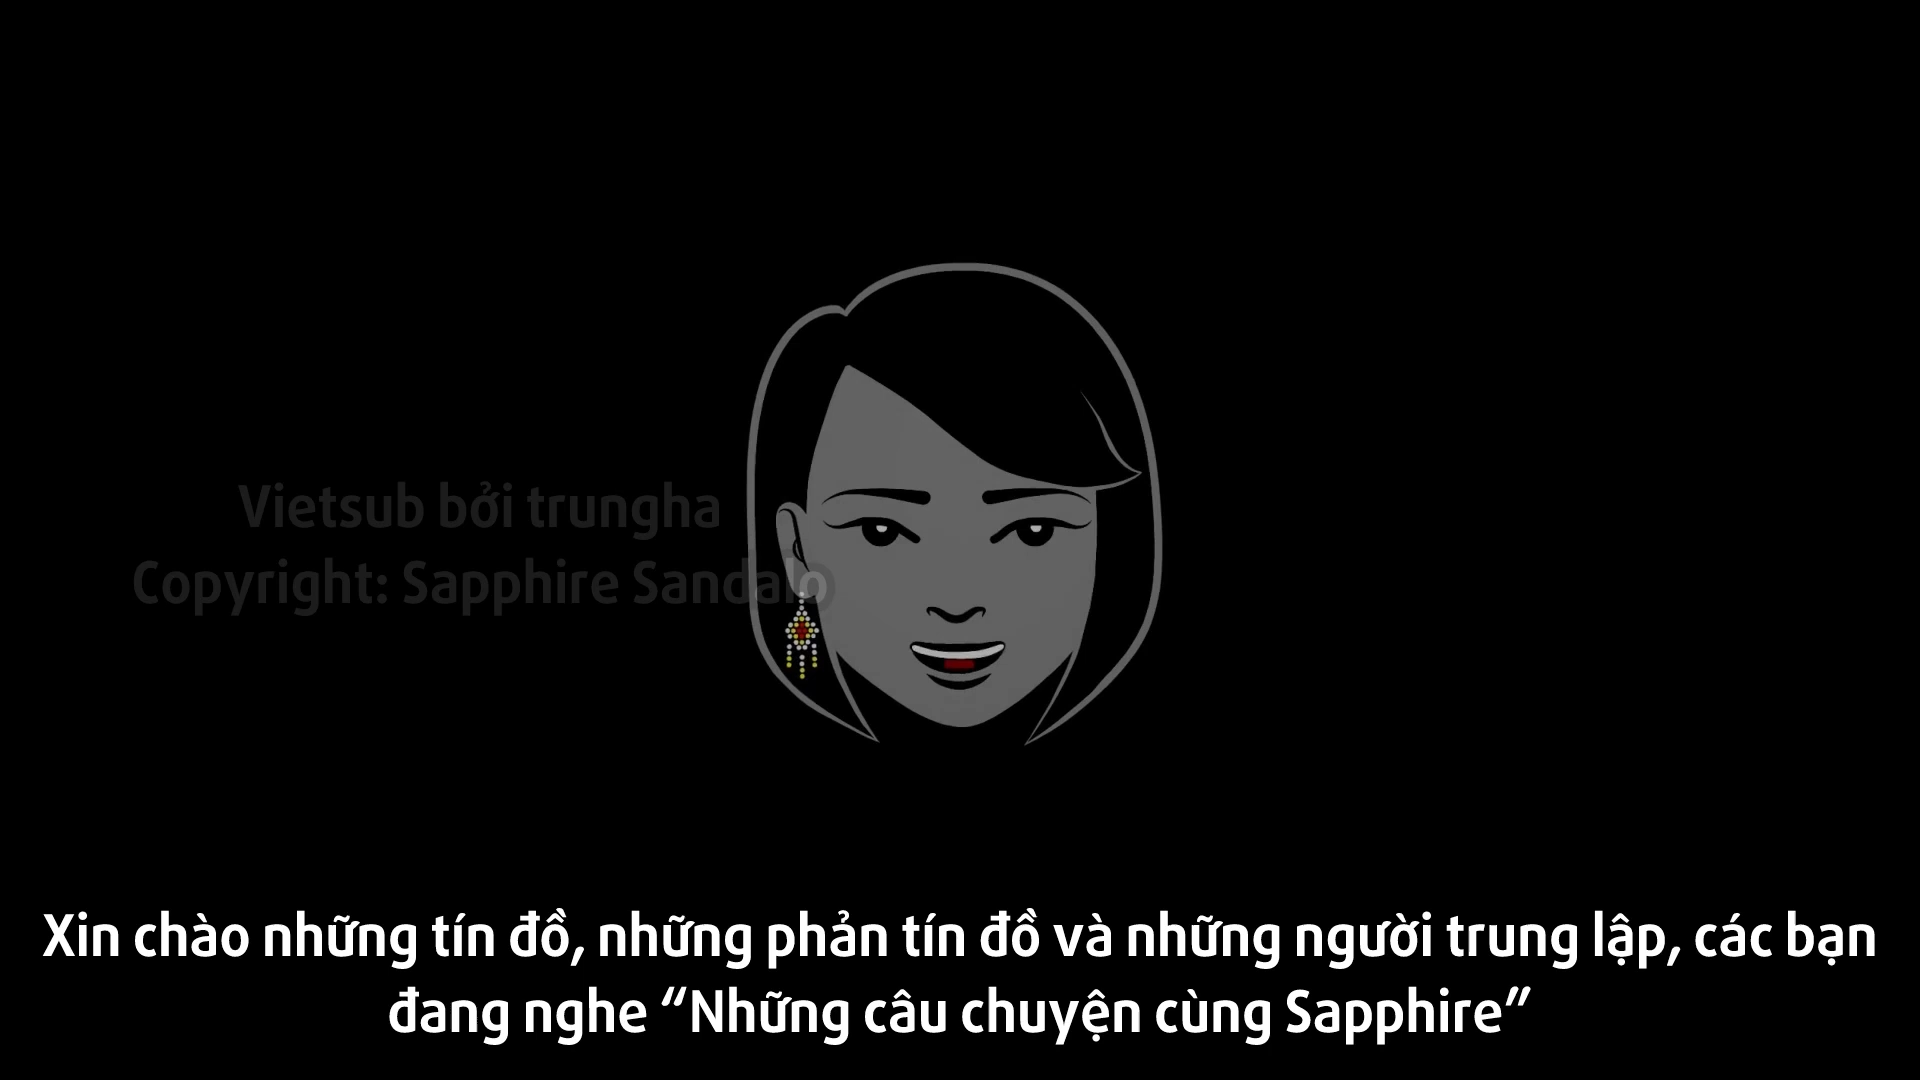 Vietsub bởi trungha
Copyright: Sapphire Sandalo
Xin chào những tín đồ, những phản tín đồ và những người trung lập, các bạn
đang nghe “Những câu chuyện cùng Sapphire”